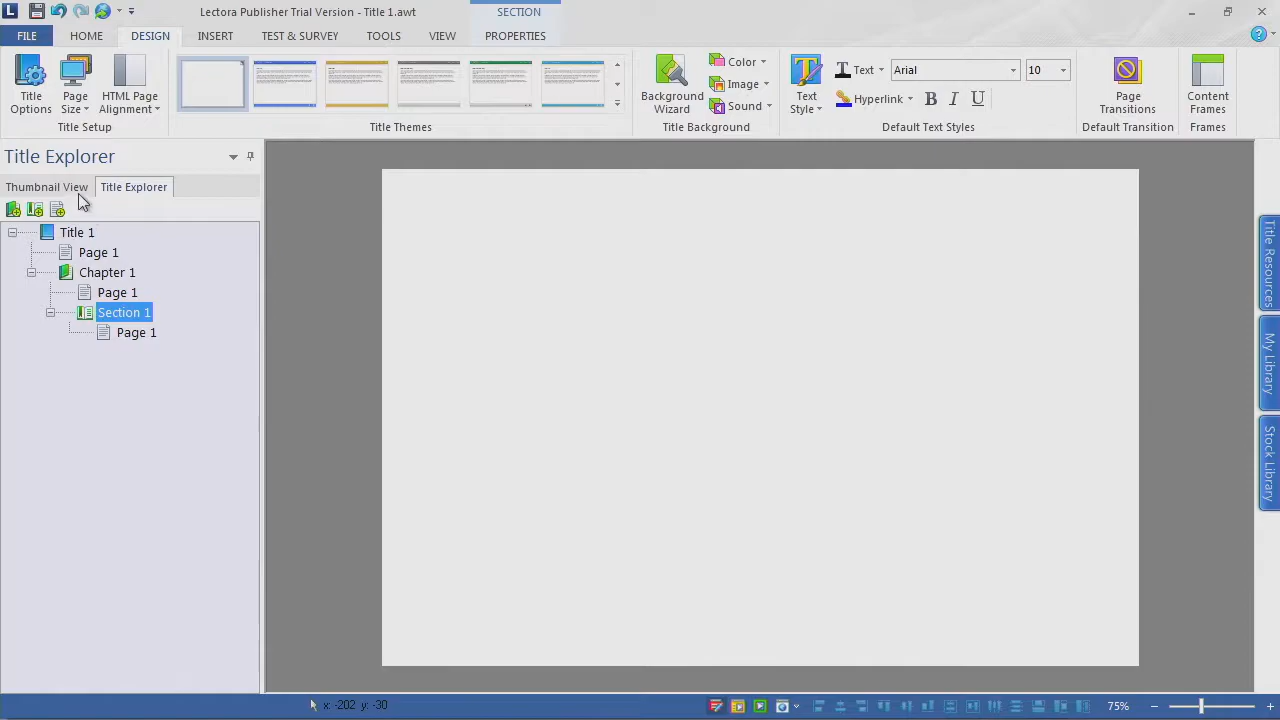 Lectora Publisher Trial Version - Title 1.awt
SECTION
FILE HOME DESIGN INSERT TEST & SURVEY TOOLS VIEW PROPERTIES
Title Options
Page Size
HTML Page Alignment
Title Setup
Title Themes
Background Wizard
Color
Image
Sound
Title Background
Text Style
Text Arial 10
Hyperlink B I U
Default Text Styles
Page Transitions
Default Transition
Content Frames
Frames
Title Explorer
Thumbnail View Title Explorer
Title 1
Page 1
Chapter 1
Page 1
Section 1
Page 1
Title Resources
My Library
Stock Library
x: -202 y: -30
75%